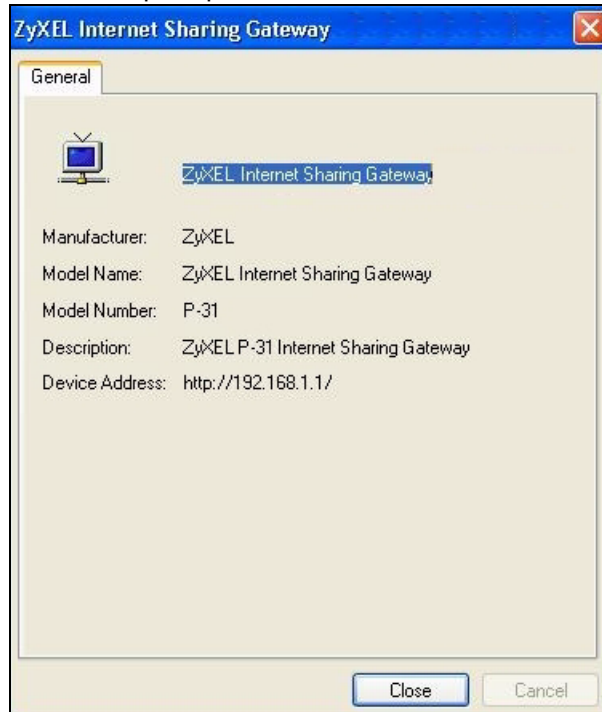 ZyXEL Internet Sharing Gateway
General
ZyXEL Internet Sharing Gateway
Manufacturer: ZyXEL
Model Name: ZyXEL Internet Sharing Gateway
Model Number: P-31
Description: ZyXEL P-31 Internet Sharing Gateway
Device Address: http://192.168.1.1/
Close Cancel